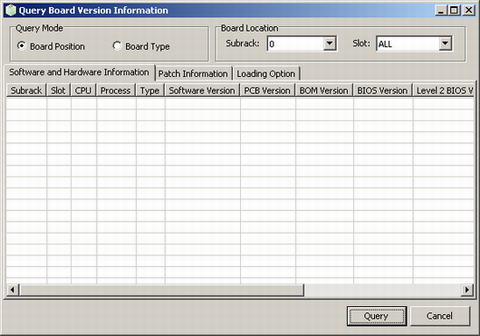 Query Board Version Information
Query Mode
Board Position Board Type
Board Location
Subrack: 0 Slot: ALL
Software and Hardware Information Patch Information Loading Option
Subrack Slot CPU Process Type Software Version PCB Version BOM Version BIOS Version Level 2 BIOS V
Query Cancel